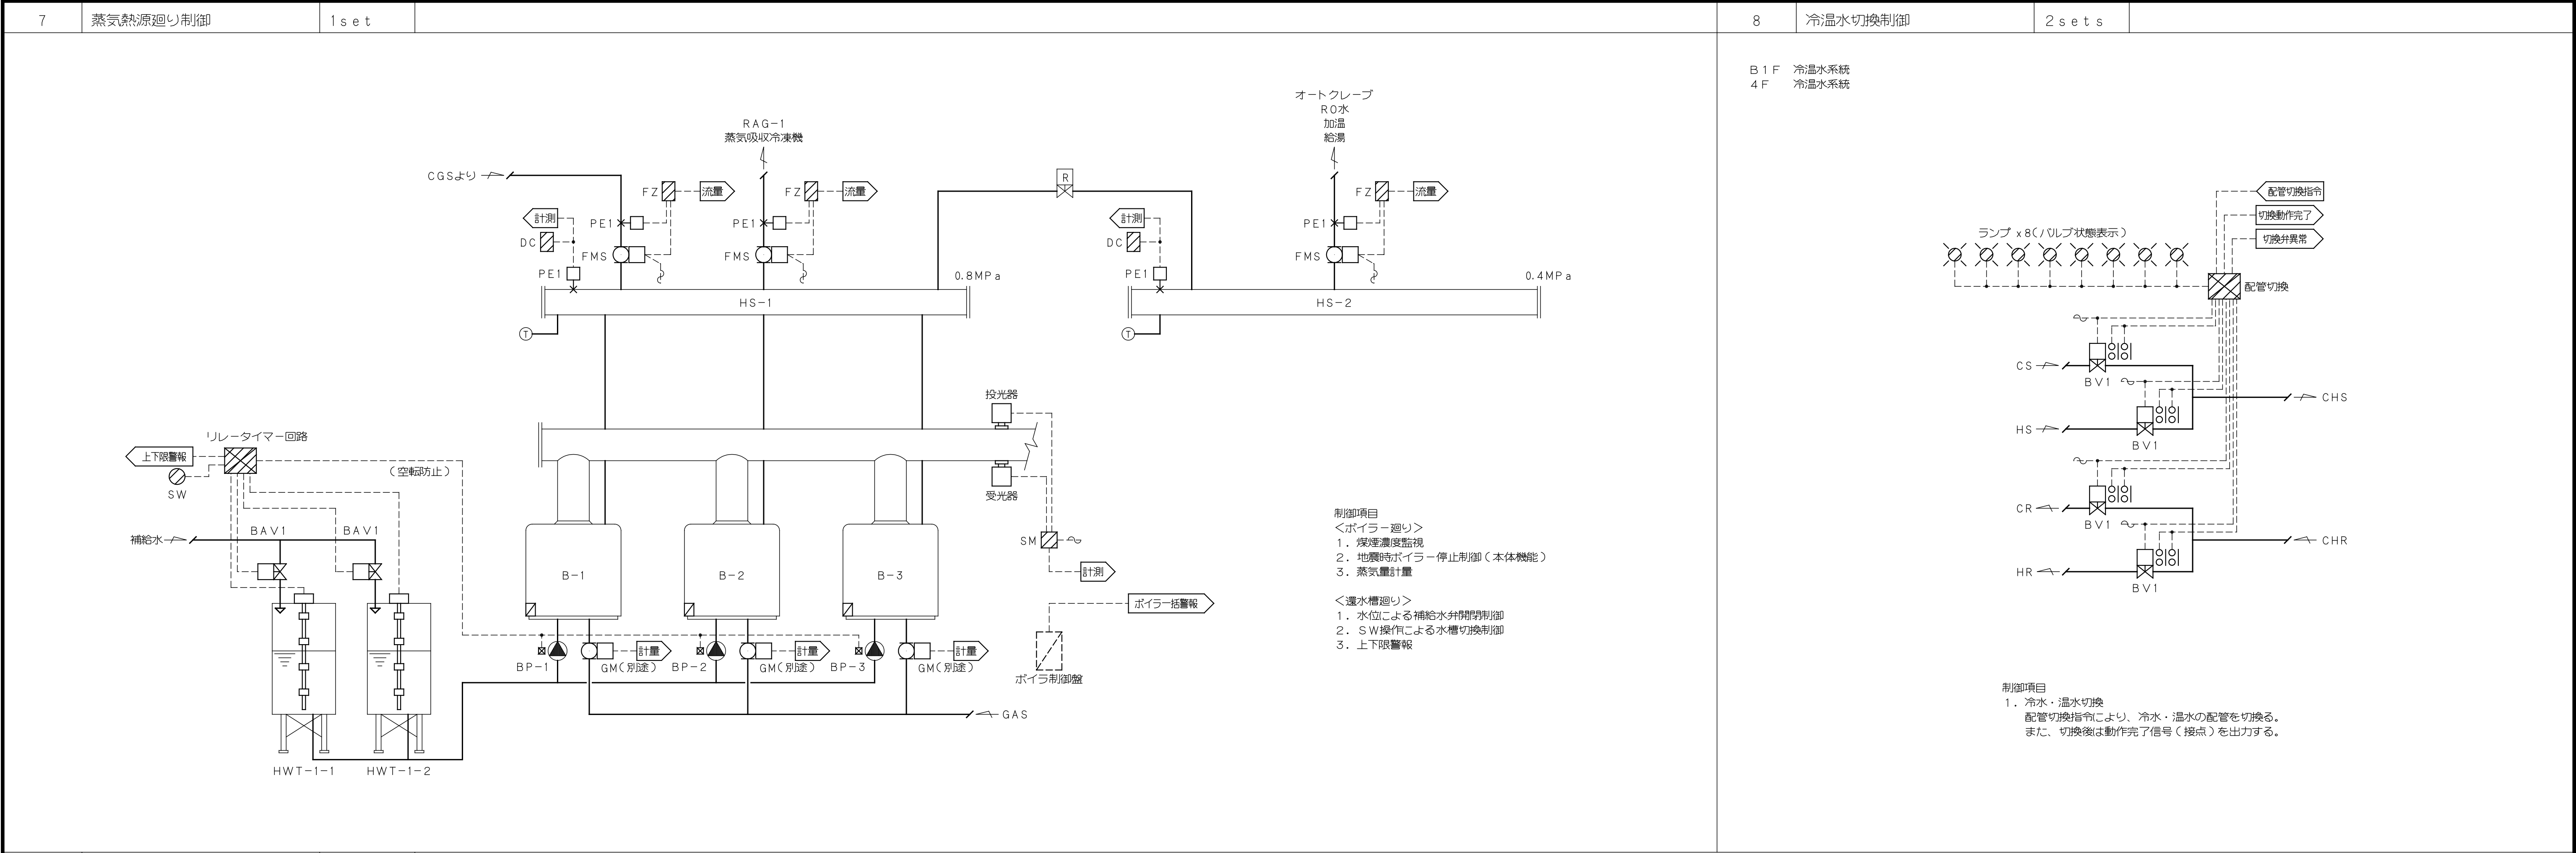 7 蒸気熱源廻り制御 1set
オートクレーブ
RO水
加温
給湯
RAG-1
蒸気吸収冷凍機
CGSより
FZ 流量
FZ 流量
FZ 流量
計測
PE1
PE1
計測
PE1
DC
FMS
FMS
DC
FMS
PE1
PE1
R
0.8MPa
0.4MPa
HS-1
HS-2
T
T
投光器
受光器
リレータイマー回路
上下限警報
(空転防止)
SW
BAV1
BAV1
補給水
SM
計測
B-1
B-2
B-3
ボイラ一括警報
計量
計量
計量
BP-1
GM(別途)
BP-2
GM(別途)
BP-3
GM(別途)
ボイラ制御盤
GAS
HWT-1-1
HWT-1-2
制御項目
<ボイラー廻り>
1. 煤煙濃度監視
2. 地震時ボイラー停止制御(本体機能)
3. 蒸気量計量
<還水槽廻り>
1. 水位による補給水弁開閉制御
2. SW操作による水槽切換制御
3. 上下限警報
8 冷温水切換制御 2sets
B1F 冷温水系統
4F 冷温水系統
配管切換指令
切換動作完了
切換弁異常
ランプ x8(バルブ状態表示)
配管切換
CS
BV1
CHS
HS
BV1
CR
BV1
CHR
HR
BV1
制御項目
1. 冷水・温水切換
配管切換指令により、冷水・温水の配管を切換る。
また、切換後は動作完了信号(接点)を出力する。